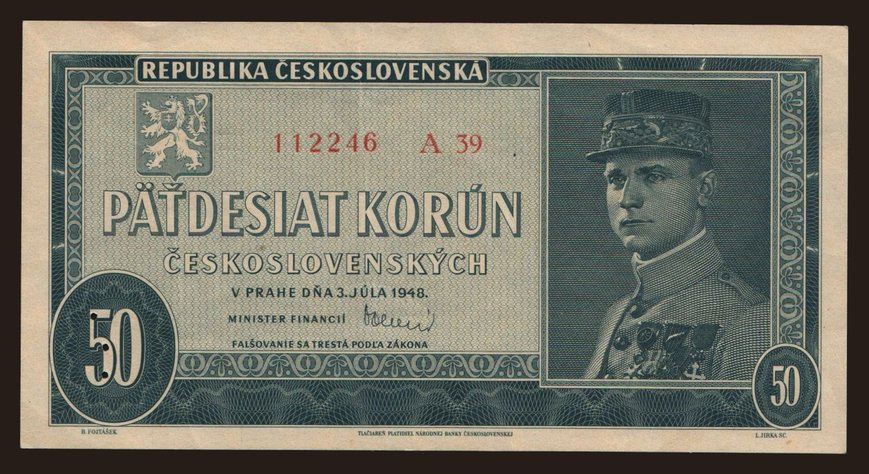 REPUBLIKA ČESKOSLOVENSKÁ
112246 A 39
PÄŤDESIAT KORÚN
ČESKOSLOVENSKÝCH
V PRAHE DŇA 3. JÚLA 1948.
MINISTER FINANCIÍ
FALŠOVANIE SA TRESTÁ PODĽA ZÁKONA
50
50
B. FOJTÁŠEK
TLAČIAREŇ PLATIDIEL NÁRODNEJ BANKY ČESKOSLOVENSKEJ
L. JIRKA SC.